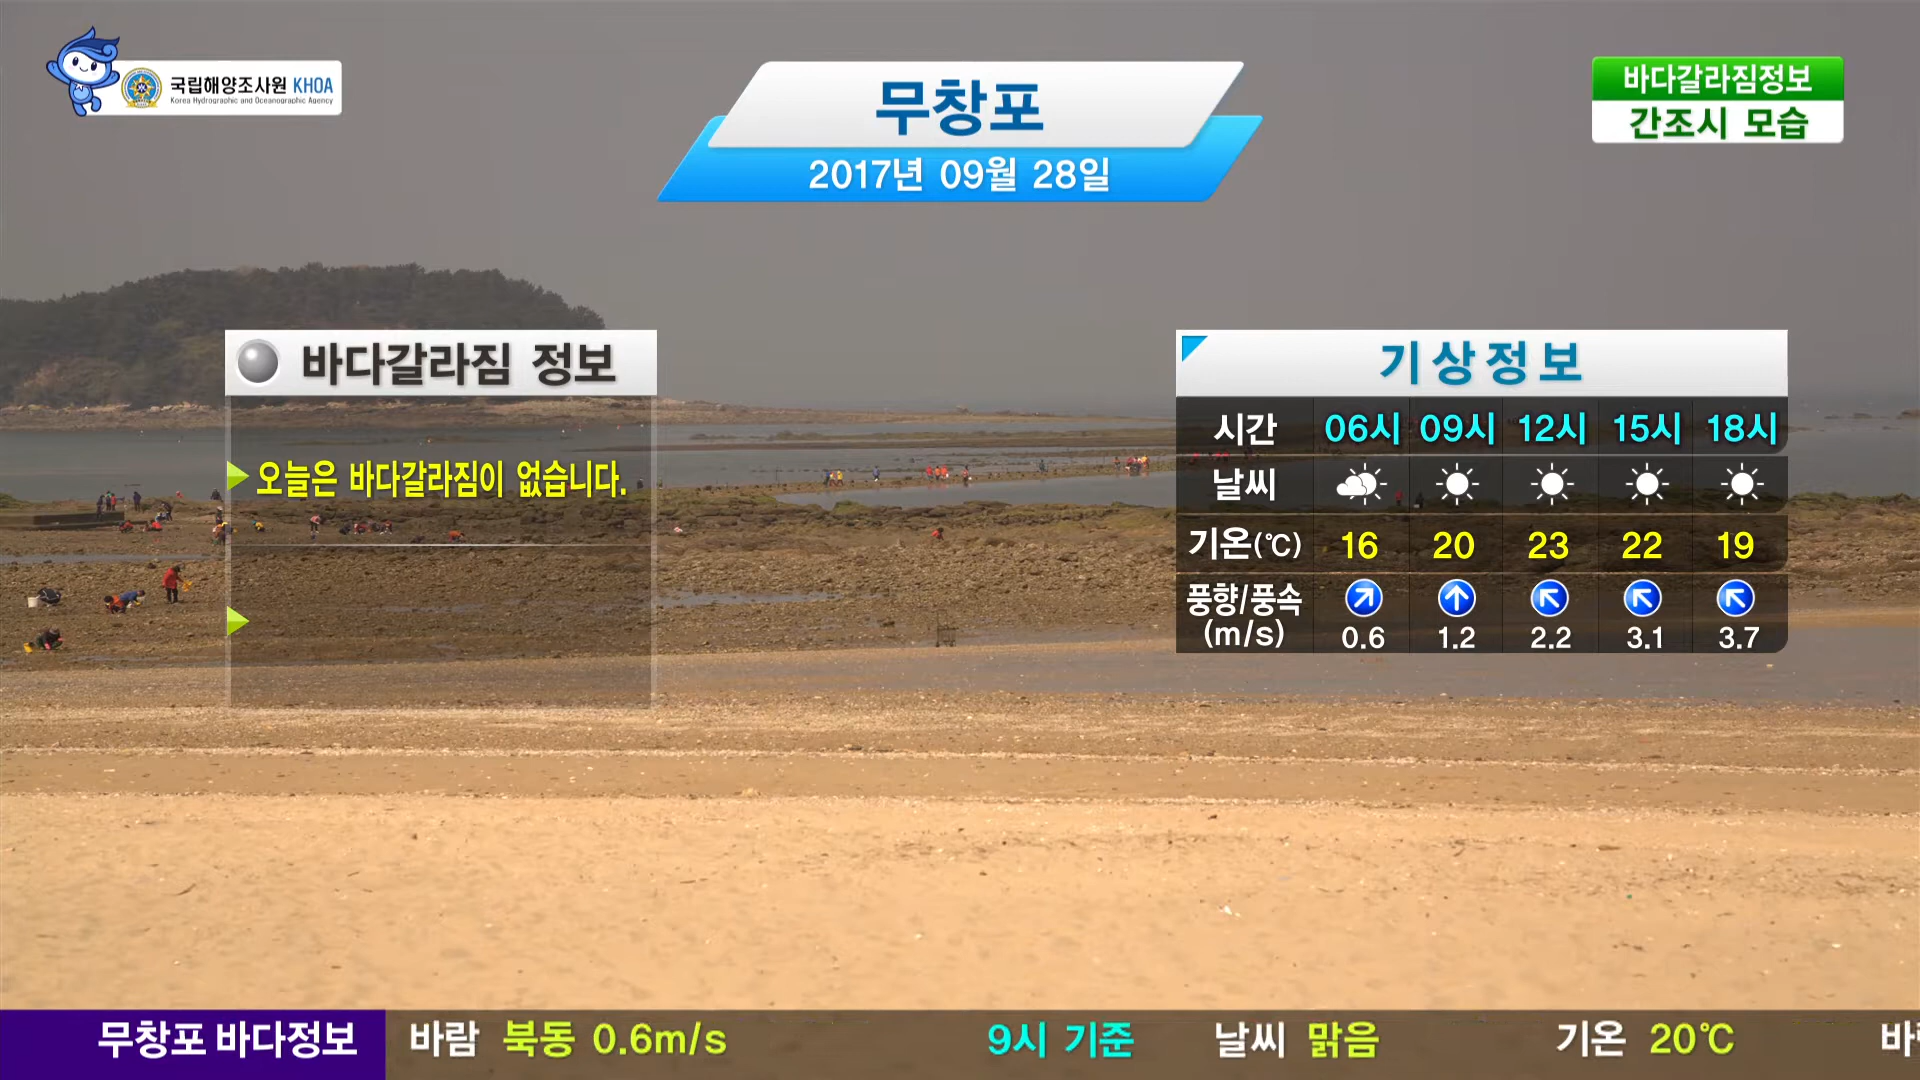 국립해양조사원 KHOA
Korea Hydrographic and Oceanographic Agency
무창포
2017년 09월 28일
바다갈라짐정보
간조시 모습
바다갈라짐 정보
오늘은 바다갈라짐이 없습니다.
기상정보
시간 06시 09시 12시 15시 18시
날씨
기온(℃) 16 20 23 22 19
풍향/풍속
(m/s) 0.6 1.2 2.2 3.1 3.7
무창포 바다정보 바람 북동 0.6m/s 9시 기준 날씨 맑음 기온 20℃ 바